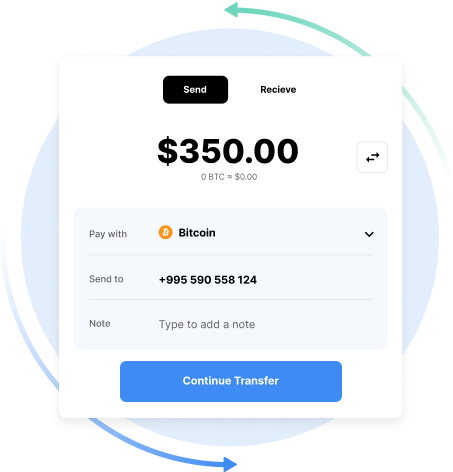 Send Recieve
$350.00
0 BTC ≈ $0.00
Pay with Bitcoin
Send to +995 590 558 124
Note Type to add a note
Continue Transfer